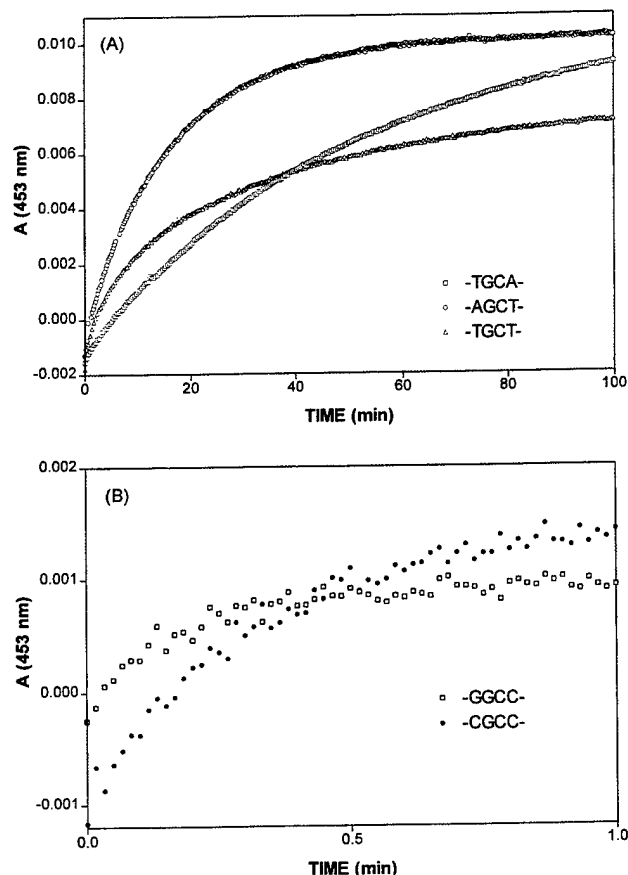 (A)
A (453 nm)
0.010
0.008
0.006
0.004
0.002
0.000
-0.002
-TGCA-
-AGCT-
-TGCT-
0 20 40 60 80 100
TIME (min)
(B)
A (453 nm)
0.002
0.001
0.000
-0.001
-GGCC-
-CGCC-
0.0 0.5 1.0
TIME (min)